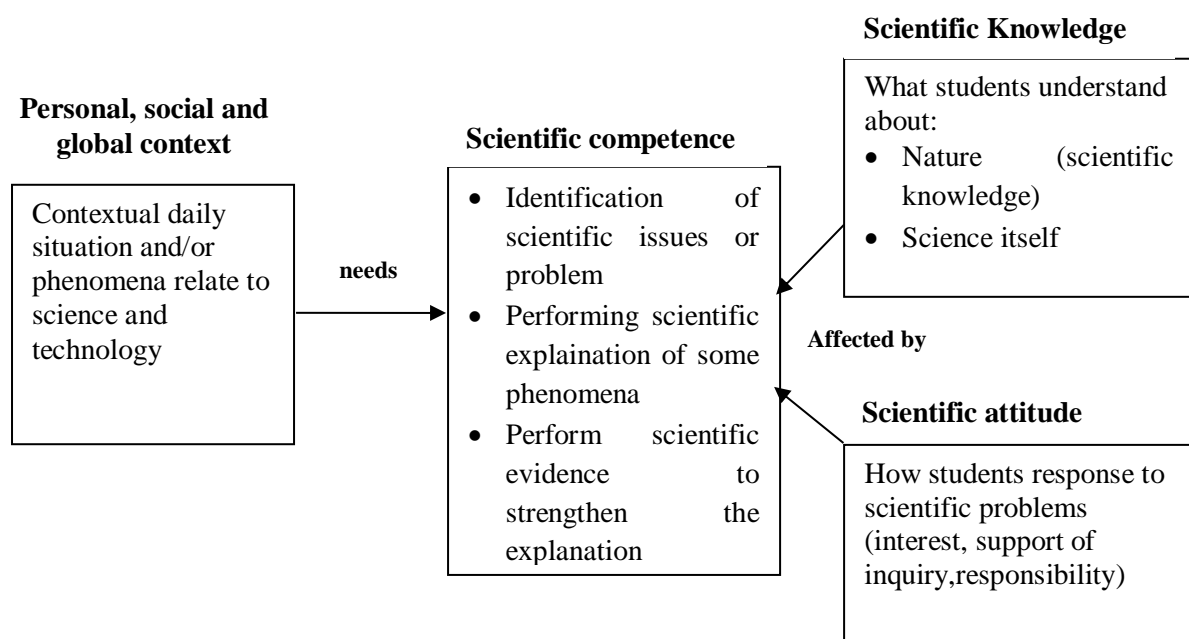 Personal, social and
global context
Contextual daily
situation and/or
phenomena relate to
science and
technology
needs
Scientific competence
• Identification of
scientific issues or
problem
• Performing scientific
explaination of some
phenomena
• Perform scientific
evidence to
strengthen the
explanation
Affected by
Scientific Knowledge
What students understand
about:
• Nature (scientific
knowledge)
• Science itself
Scientific attitude
How students response to
scientific problems
(interest, support of
inquiry,responsibility)